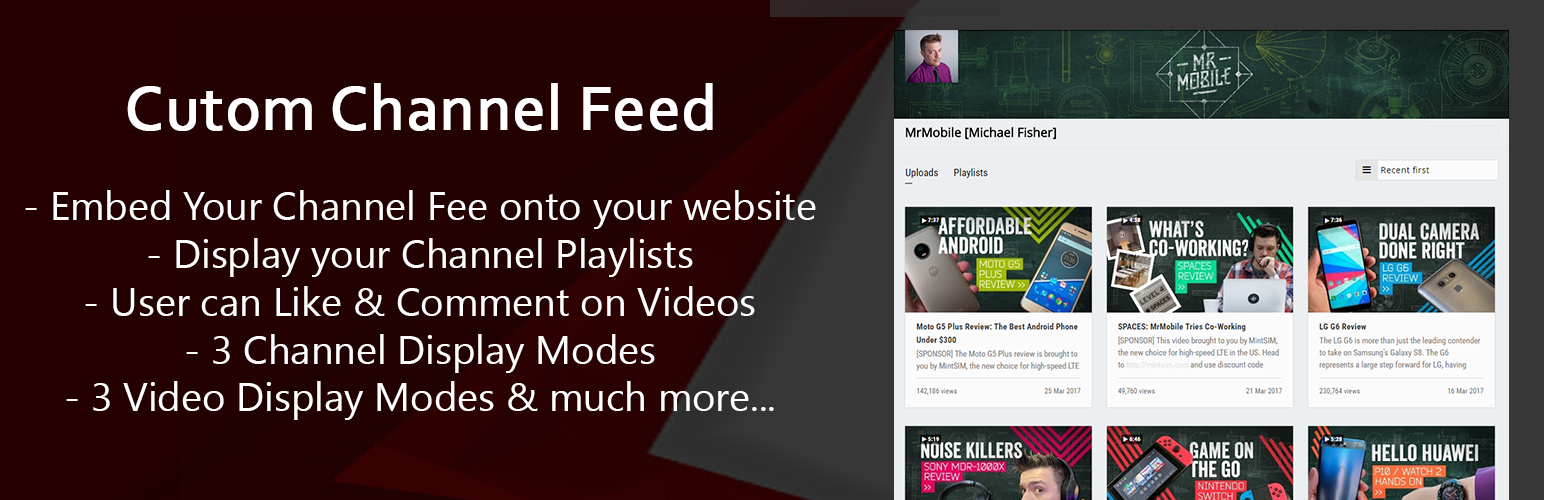 Cutom Channel Feed
- Embed Your Channel Fee onto your website
- Display your Channel Playlists
- User can Like & Comment on Videos
- 3 Channel Display Modes
- 3 Video Display Modes & much more...
MR
MOBILE
MrMobile [Michael Fisher]
Uploads Playlists
Recent first
7:37
AFFORDABLE
ANDROID
MOTO G5
PLUS
REVIEW >>
Moto G5 Plus Review: The Best Android Phone
Under $300
[SPONSOR] The Moto G5 Plus review is brought to
you by MintSIM, the new choice for high-speed LTE
142,186 views 25 Mar 2017
4:58
WHAT'S
CO-WORKING?
SPACES
REVIEW
>>
LEVEL 4
SPACES
SPACES: MrMobile Tries Co-Working
[SPONSOR] This video brought to you by MintSIM,
the new choice for high-speed LTE in the US. Head
to http://mintsim.com and use discount code
49,760 views 21 Mar 2017
7:36
DUAL CAMERA
DONE RIGHT
LG G6
REVIEW
>>
LG G6 Review
The LG G6 is more than just the leading contender
to take on Samsung's Galaxy S8. The G6
represents a large step forward for LG, having
230,764 views 16 Mar 2017
5:19
NOISE KILLERS
SONY MDR-1000X
REVIEW
>>
6:46
GAME ON
THE GO
NINTENDO
SWITCH
5:28
HELLO HUAWEI
P10 / WATCH 2
HANDS ON
>>